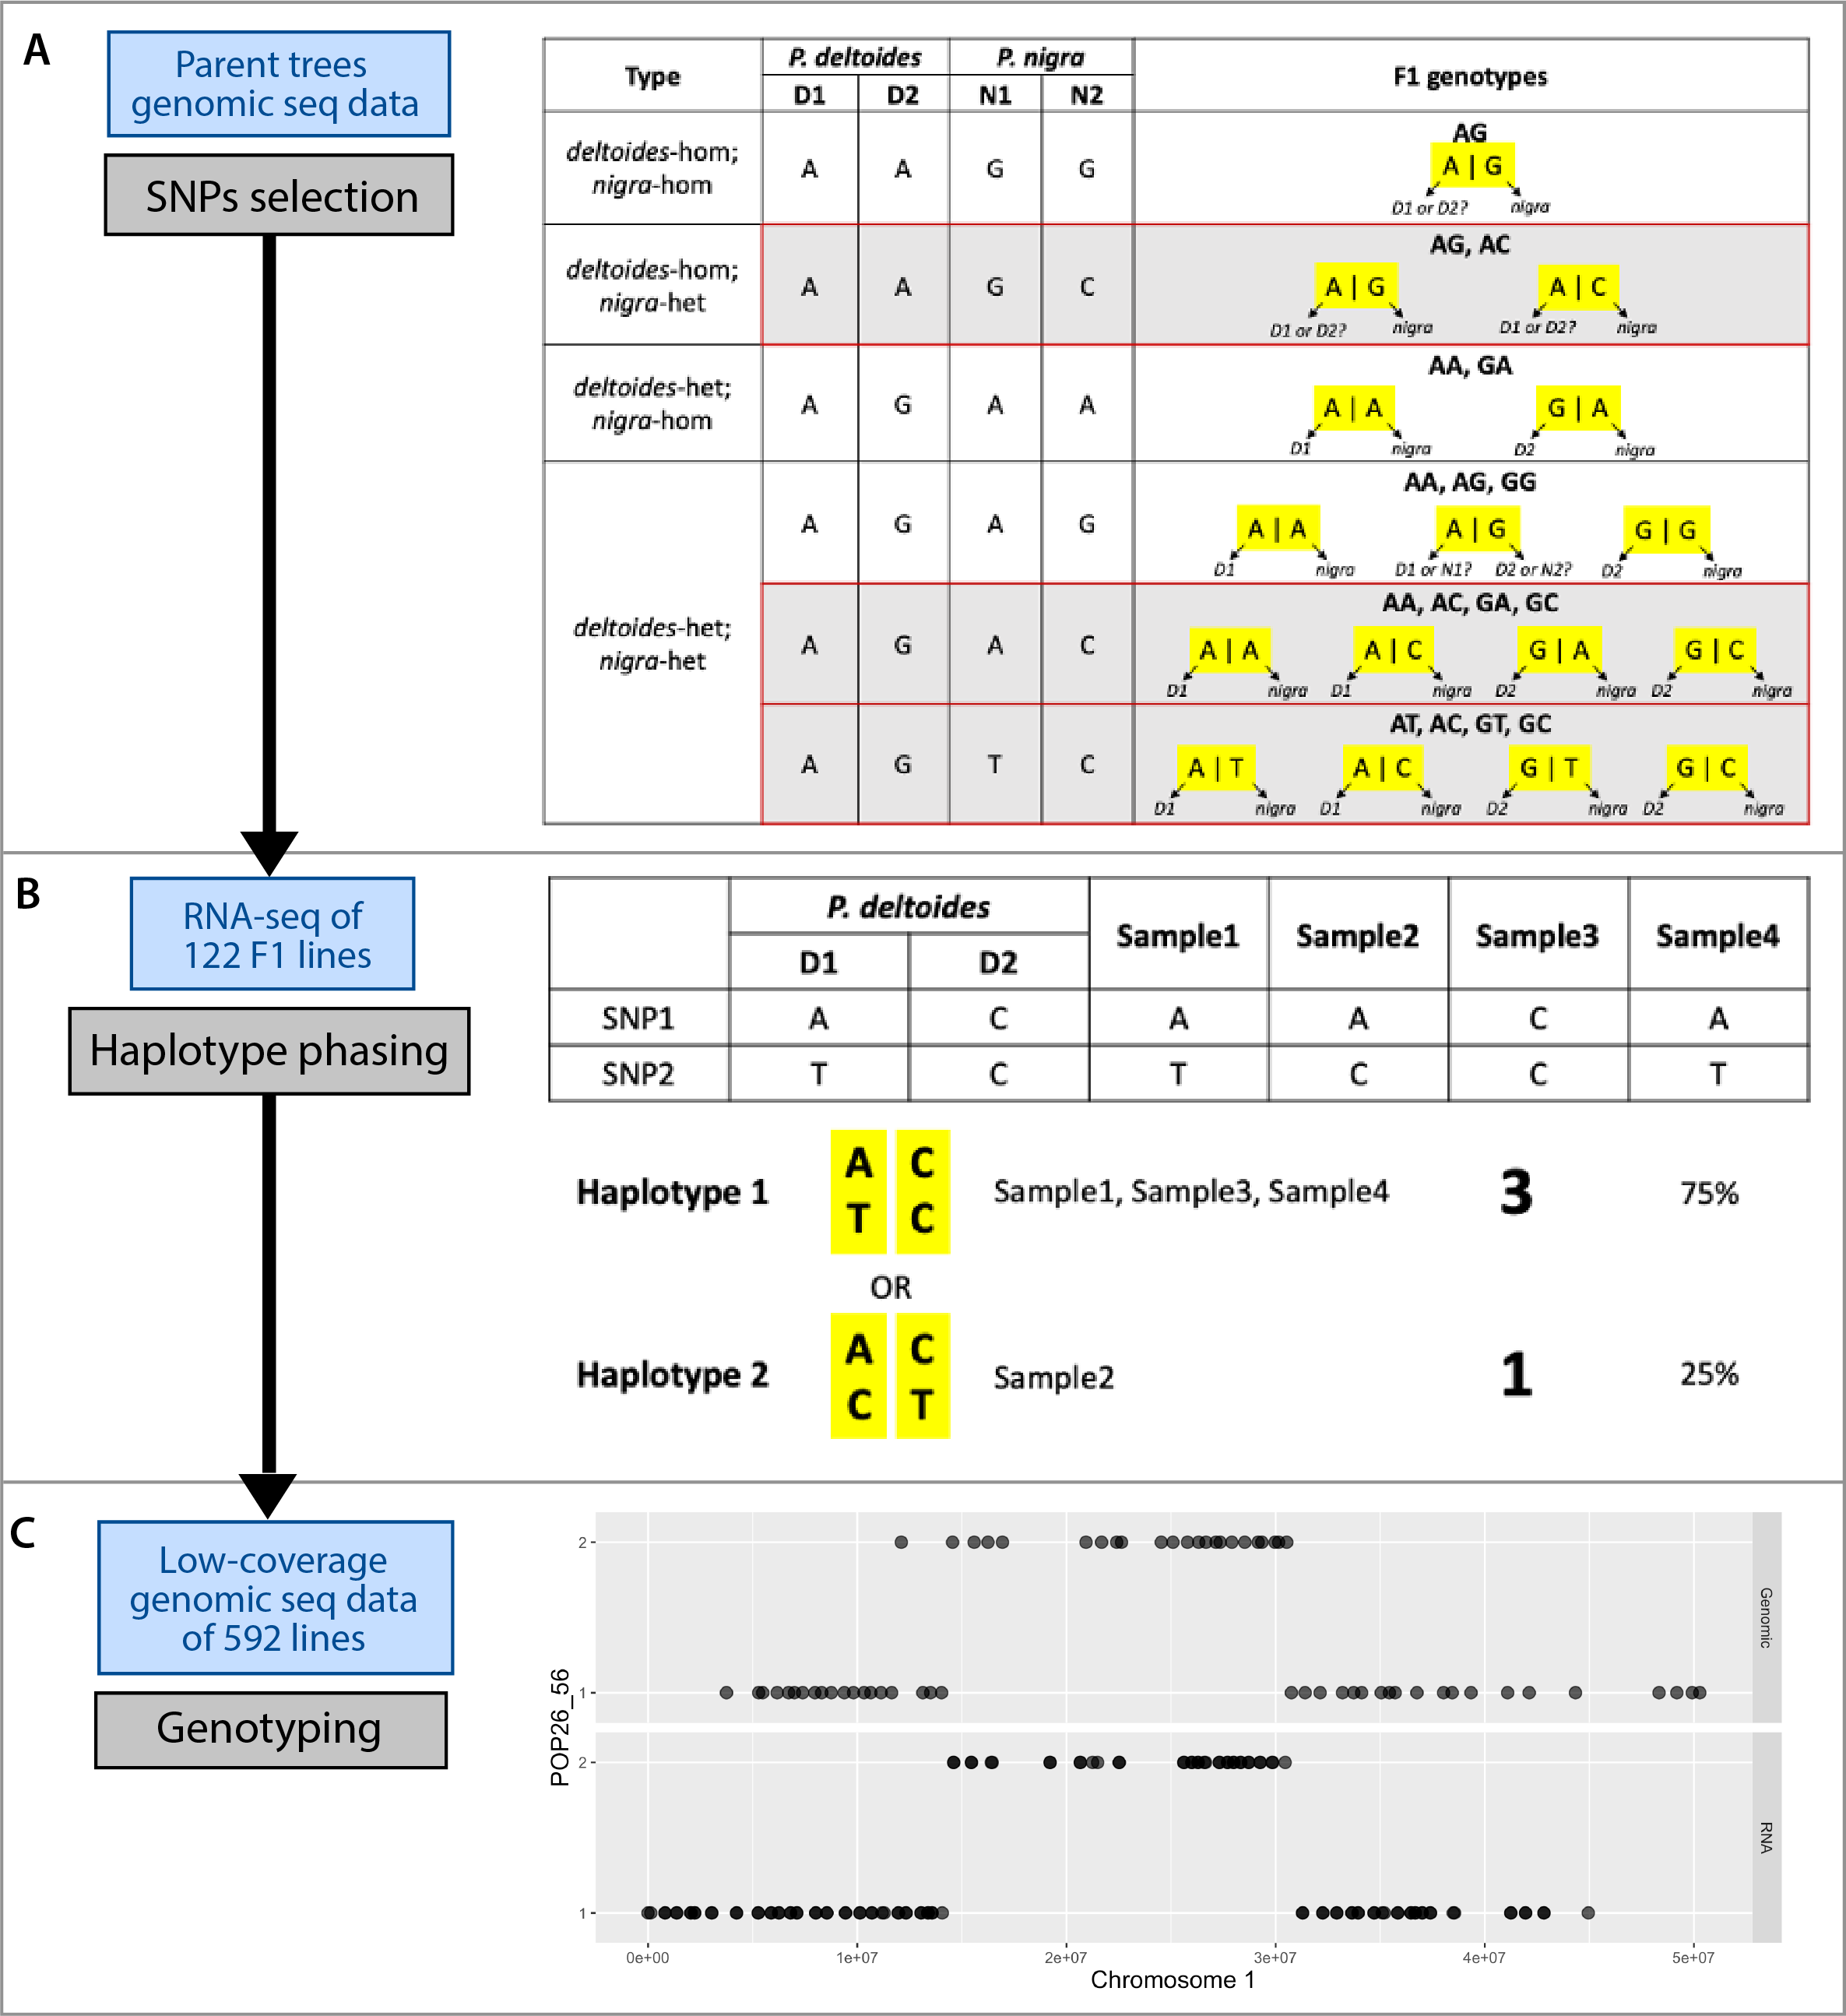 A
Parent trees
genomic seq data
SNPs selection
Type
P. deltoides
P. nigra
F1 genotypes
D1 D2 N1 N2
deltoides-hom;
nigra-hom
A A G G
AG
A | G
D1 or D2? nigra
deltoides-hom;
nigra-het
A A G C
AG, AC
A | G A | C
D1 or D2? nigra D1 or D2? nigra
deltoides-het;
nigra-hom
A G A A
AA, GA
A | A G | A
D1 nigra D2 nigra
deltoides-het;
nigra-het
A G A G
AA, AG, GG
A | A A | G G | G
D1 nigra D1 or N1? D2 or N2? D2 nigra
A G A C
AA, AC, GA, GC
A | A A | C G | A G | C
D1 nigra D1 nigra D2 nigra D2 nigra
A G T C
AT, AC, GT, GC
A | T A | C G | T G | C
D1 nigra D1 nigra D2 nigra D2 nigra
B
RNA-seq of
122 F1 lines
Haplotype phasing
P. deltoides
D1 D2 Sample1 Sample2 Sample3 Sample4
SNP1 A C A A C A
SNP2 T C T C C T
Haplotype 1
A C
T C
Sample1, Sample3, Sample4 3 75%
OR
Haplotype 2
A C
C T
Sample2 1 25%
C
Low-coverage
genomic seq data
of 592 lines
Genotyping
POP26_56
2
1
Genomic
2
1
RNA
0e+00 1e+07 2e+07 3e+07 4e+07 5e+07
Chromosome 1